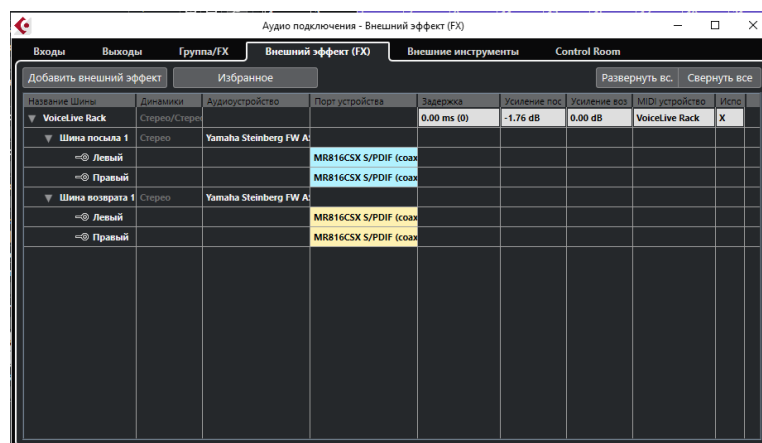 Аудио подключения - Внешний эффект (FX)
Входы Выходы Группа/FX Внешний эффект (FX) Внешние инструменты Control Room
Добавить внешний эффект Избранное Развернуть вс. Свернуть все
Название Шины Динамики Аудиоустройство Порт устройства Задержка Усиление пос Усиление воз MIDI устройство Испо
VoiceLive Rack Стерео/Стерео 0.00 ms (0) -1.76 dB 0.00 dB VoiceLive Rack X
Шина посыла 1 Стерео Yamaha Steinberg FW AS
Левый MR816CSX S/PDIF (coax
Правый MR816CSX S/PDIF (coax
Шина возврата 1 Стерео Yamaha Steinberg FW AS
Левый MR816CSX S/PDIF (coax
Правый MR816CSX S/PDIF (coax